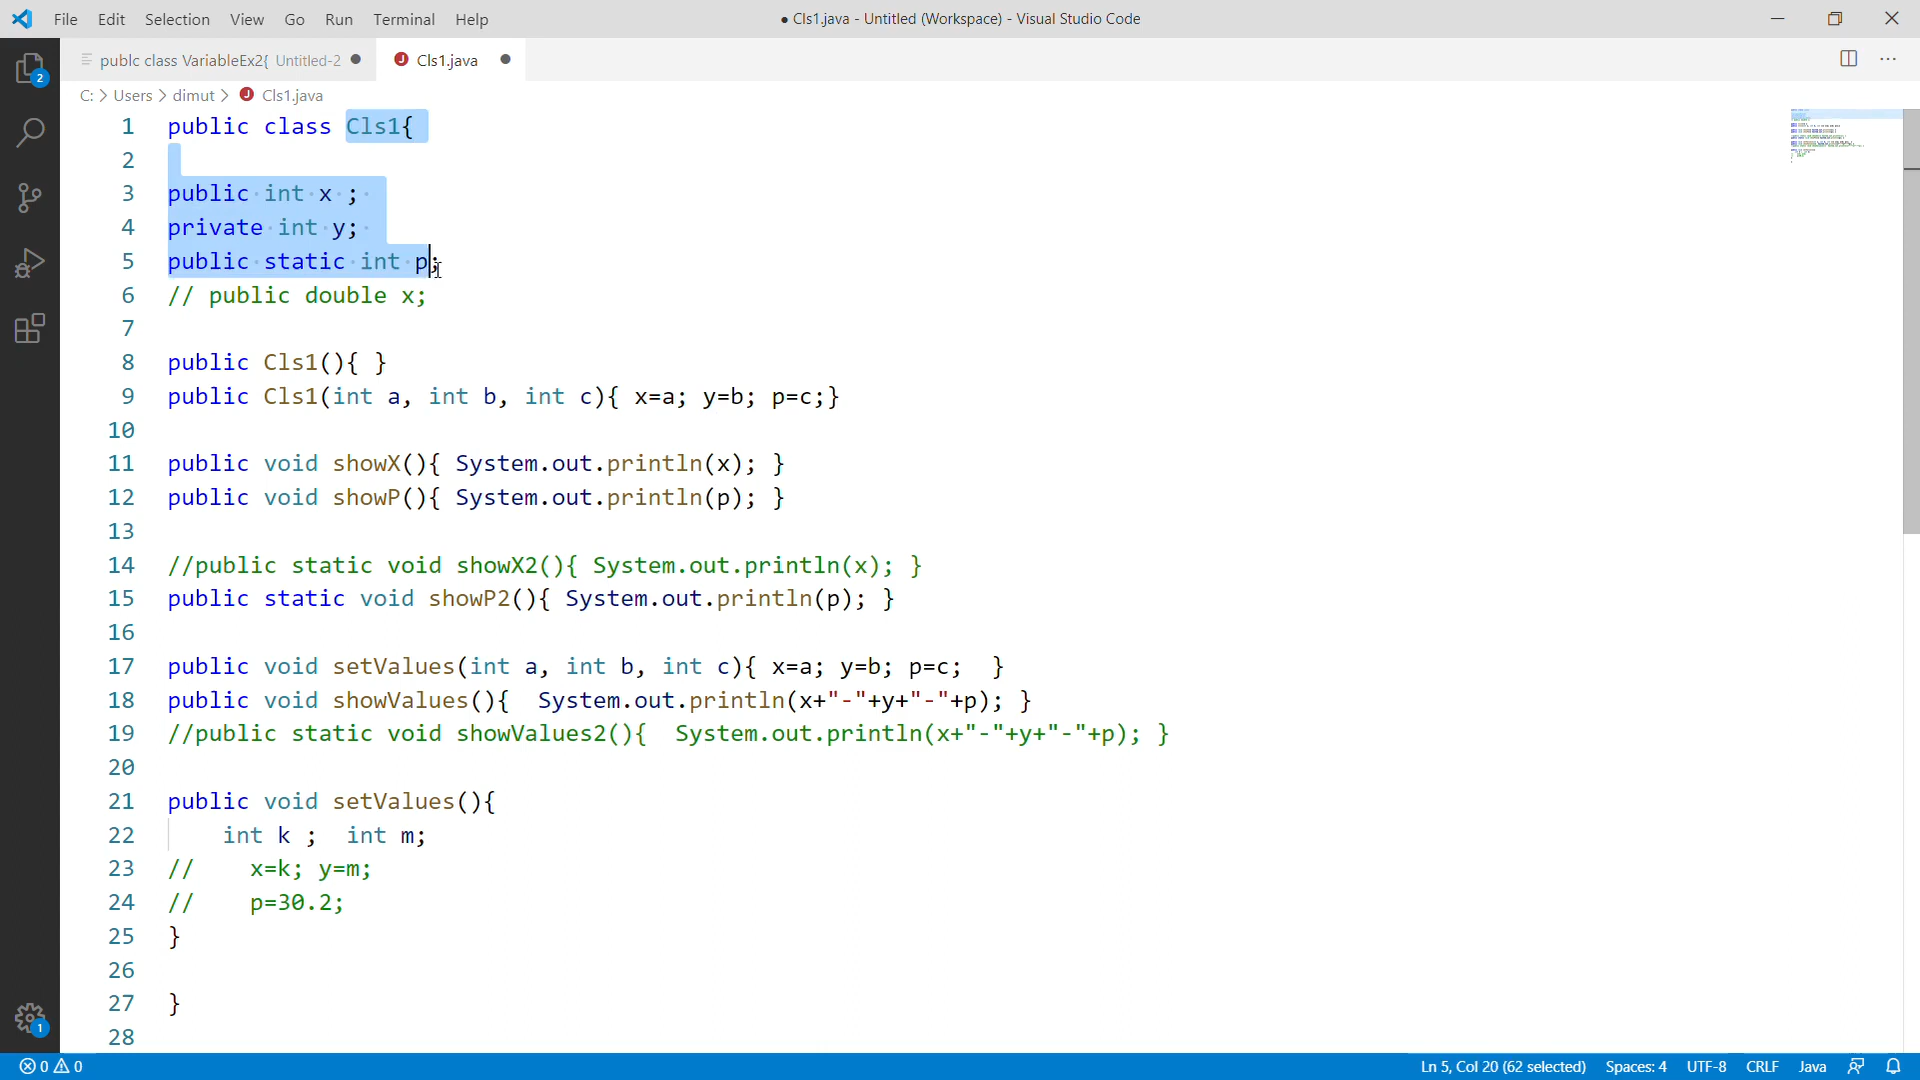 File Edit Selection View Go Run Terminal Help
● Cls1.java - Untitled (Workspace) - Visual Studio Code
publc class VariableEx2{ Untitled-2 ●
J Cls1.java ●
C: > Users > dimut > J Cls1.java
2
1 public class Cls1{
2
3 public int x ;
4 private int y;
5 public static int p;
6 // public double x;
7
8 public Cls1(){ }
9 public Cls1(int a, int b, int c){ x=a; y=b; p=c;}
10
11 public void showX(){ System.out.println(x); }
12 public void showP(){ System.out.println(p); }
13
14 //public static void showX2(){ System.out.println(x); }
15 public static void showP2(){ System.out.println(p); }
16
17 public void setValues(int a, int b, int c){ x=a; y=b; p=c;  }
18 public void showValues(){  System.out.println(x+"-"+y+"-"+p); }
19 //public static void showValues2(){  System.out.println(x+"-"+y+"-"+p); }
20
21 public void setValues(){
22     int k ;  int m;
23 //    x=k; y=m;
24 //    p=30.2;
25 }
26
27 }
28
1
0 0
Ln 5, Col 20 (62 selected) Spaces: 4 UTF-8 CRLF Java